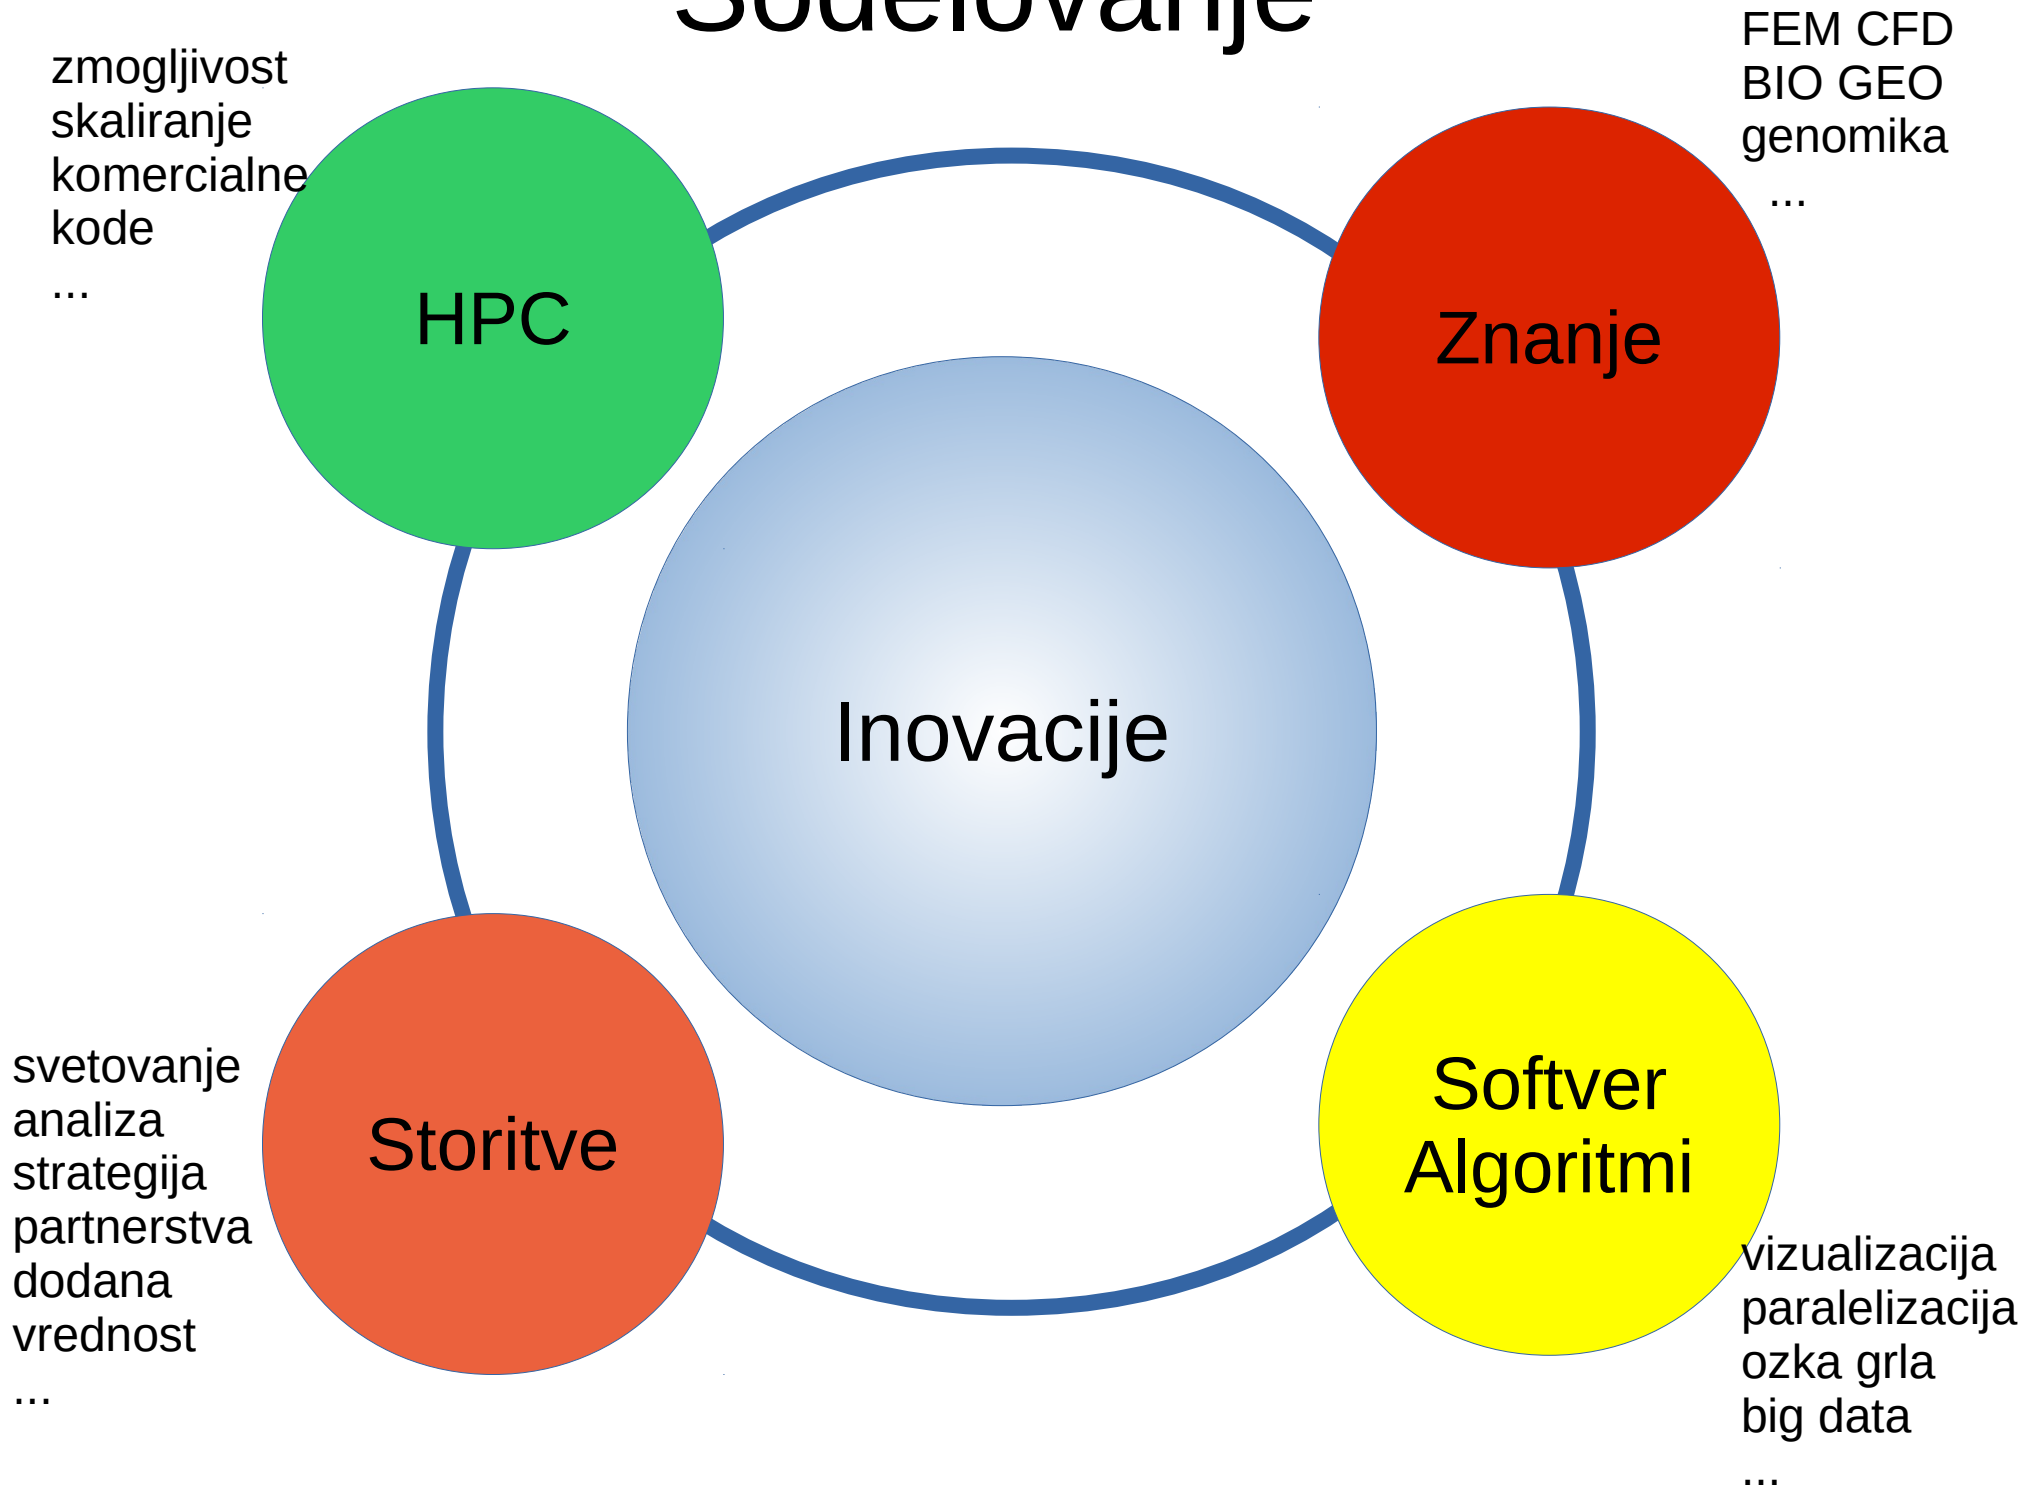 Sodelovanje
zmogljivost
skaliranje
komercialne
kode
...
HPC
FEM CFD
BIO GEO
genomika
...
Znanje
Inovacije
svetovanje
analiza
strategija
partnerstva
dodana
vrednost
...
Storitve
Softver
Algoritmi
vizualizacija
paralelizacija
ozka grla
big data
...